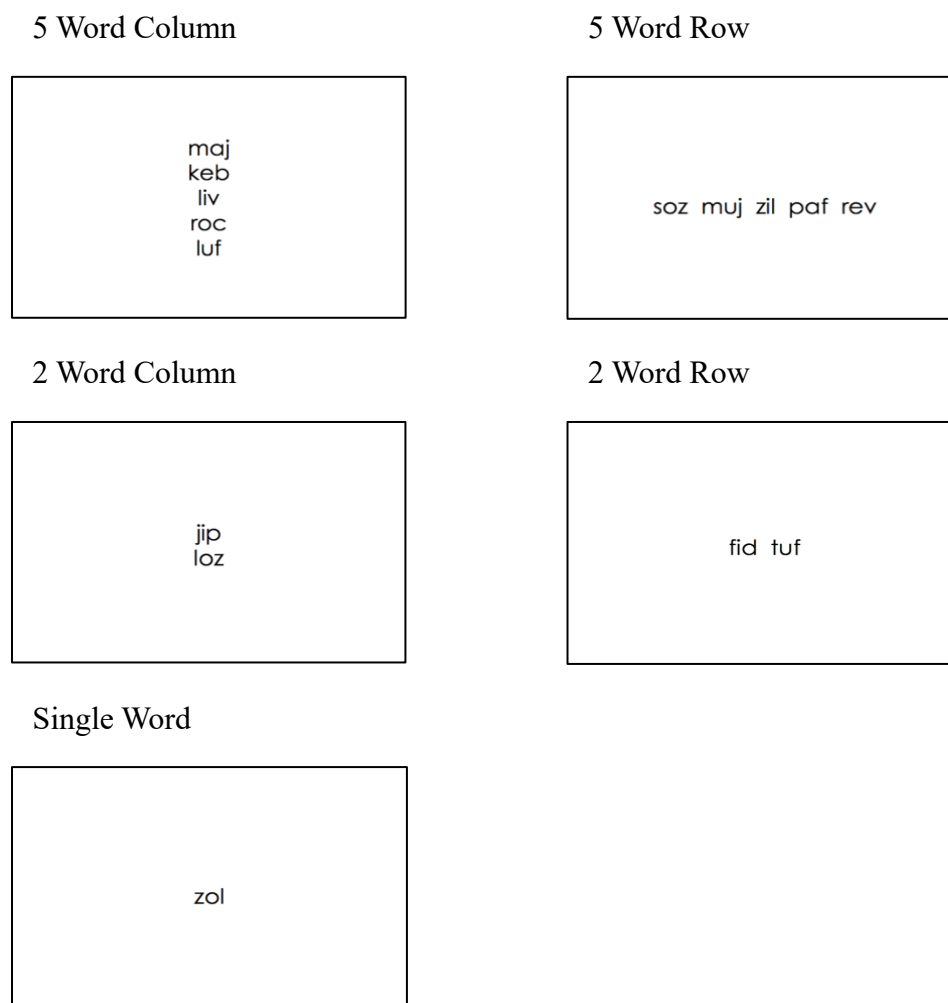 5 Word Column
maj
keb
liv
roc
luf
5 Word Row
soz muj zil paf rev
2 Word Column
jip
loz
2 Word Row
fid tuf
Single Word
zol